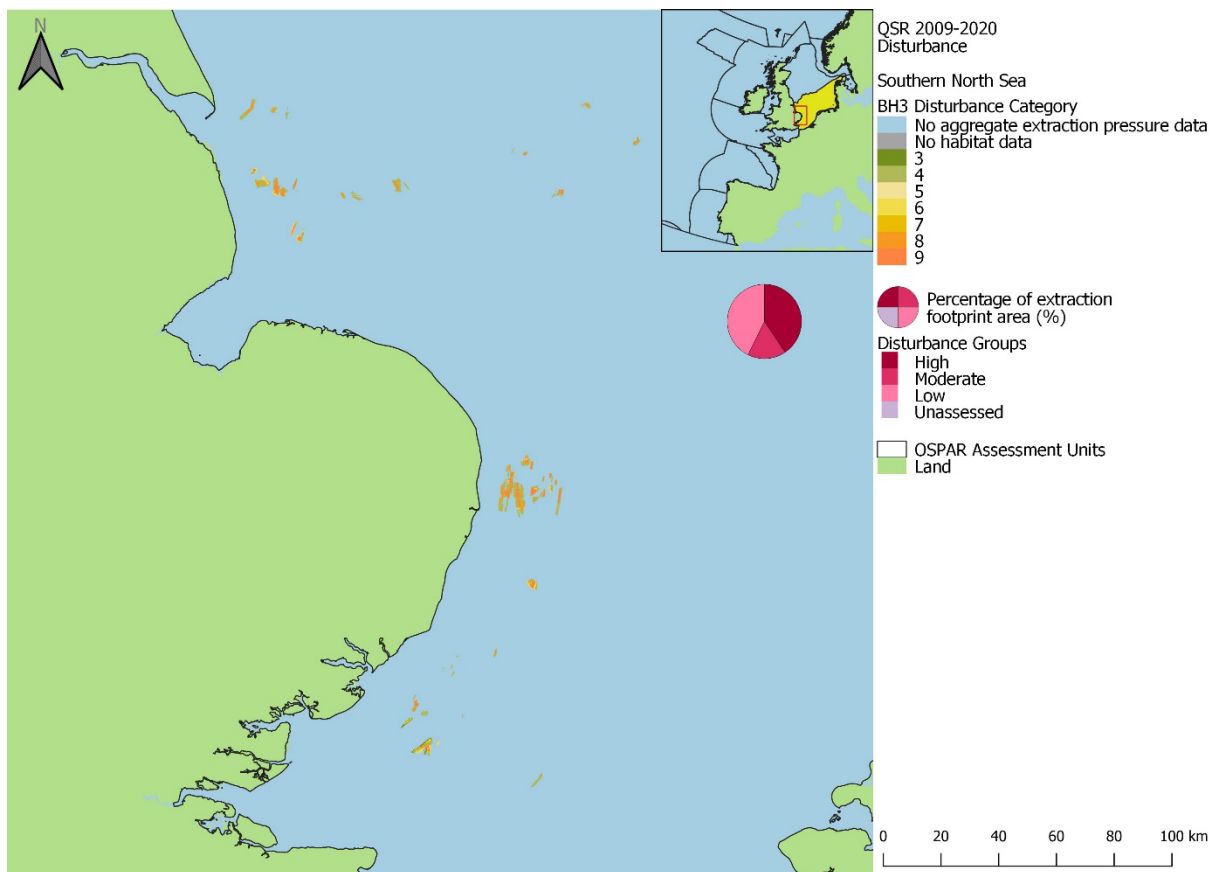 N
QSR 2009-2020
Disturbance
Southern North Sea
BH3 Disturbance Category
No aggregate extraction pressure data
No habitat data
3
4
5
6
7
8
9
Percentage of extraction
footprint area (%)
Disturbance Groups
High
Moderate
Low
Unassessed
OSPAR Assessment Units
Land
0 20 40 60 80 100 km